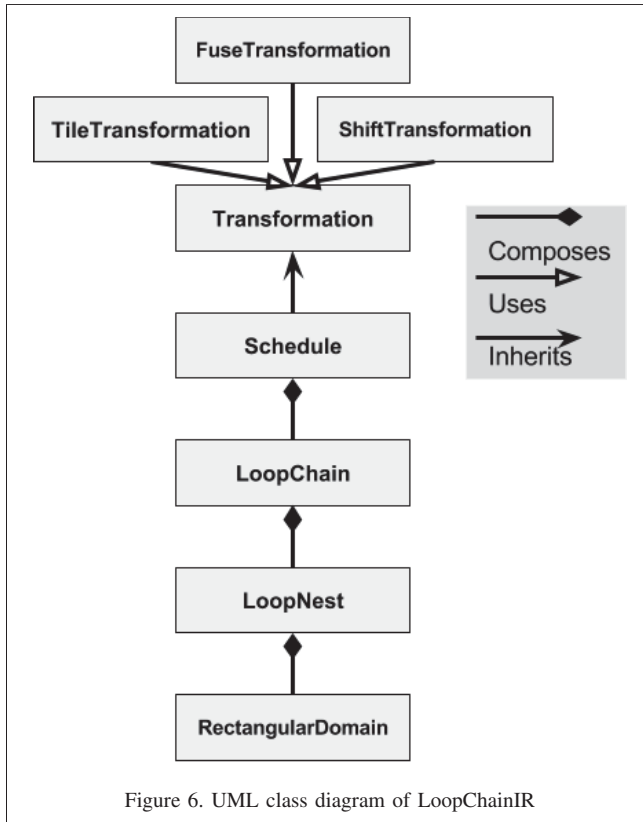 FuseTransformation
TileTransformation
ShiftTransformation
Transformation
Composes
Uses
Inherits
Schedule
LoopChain
LoopNest
RectangularDomain
Figure 6. UML class diagram of LoopChainIR